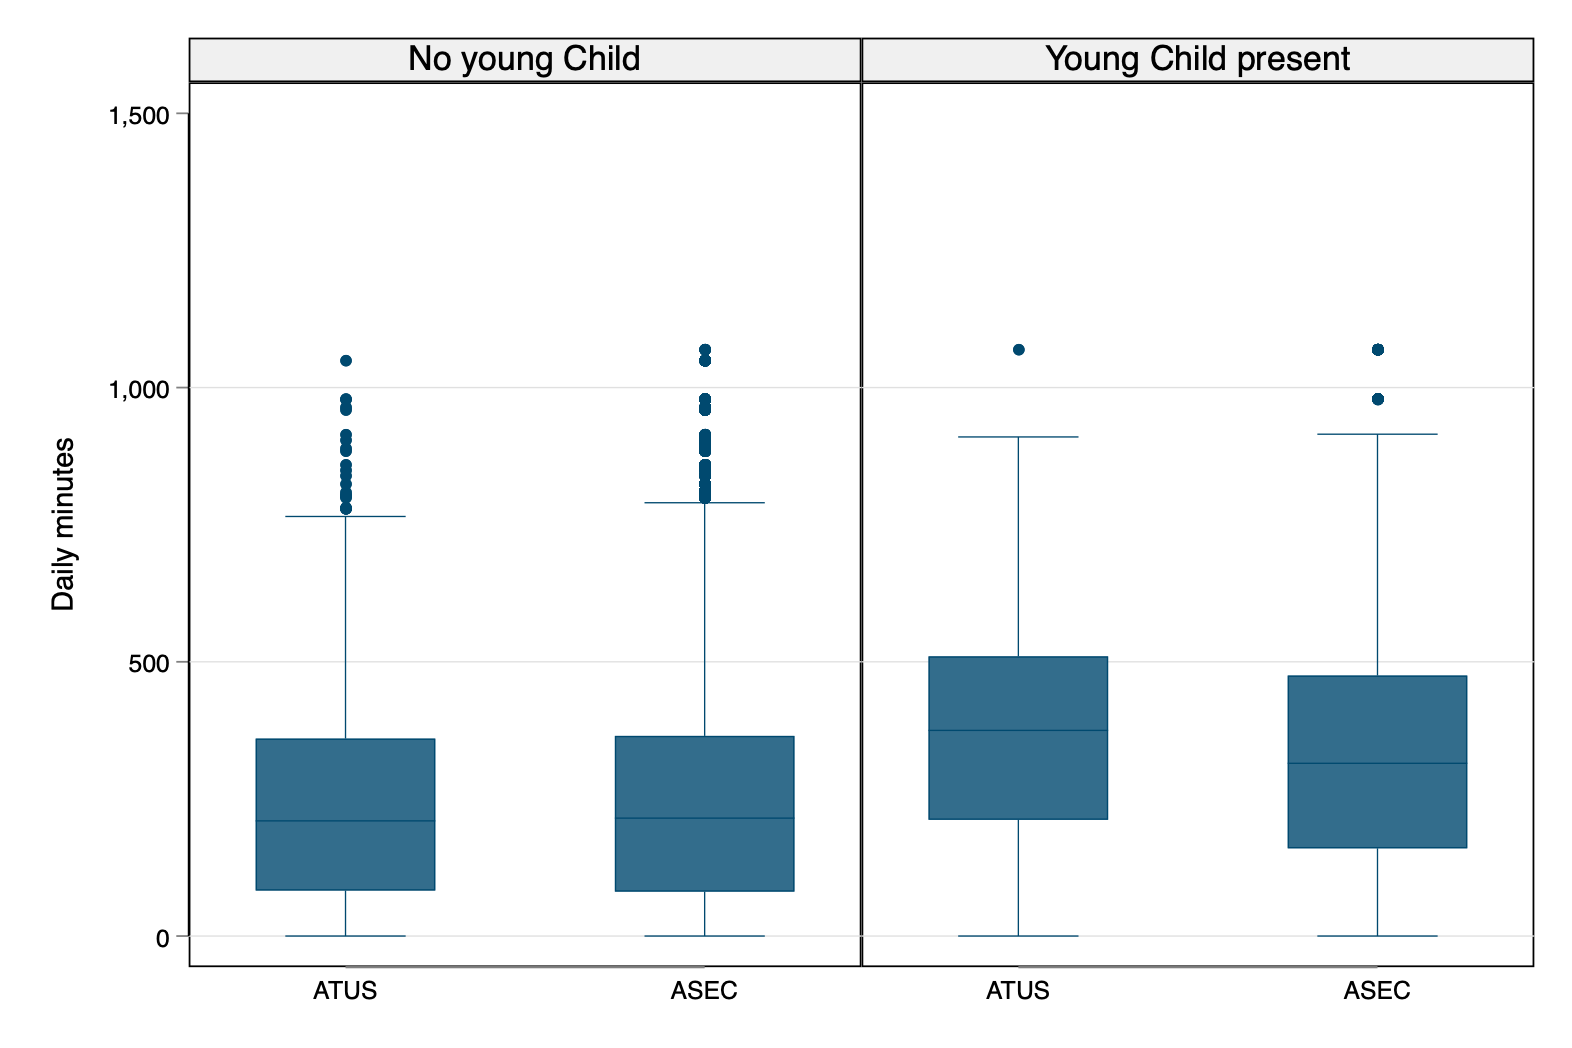 No young Child
Young Child present
1,500
1,000
500
0
Daily minutes
ATUS
ASEC
ATUS
ASEC